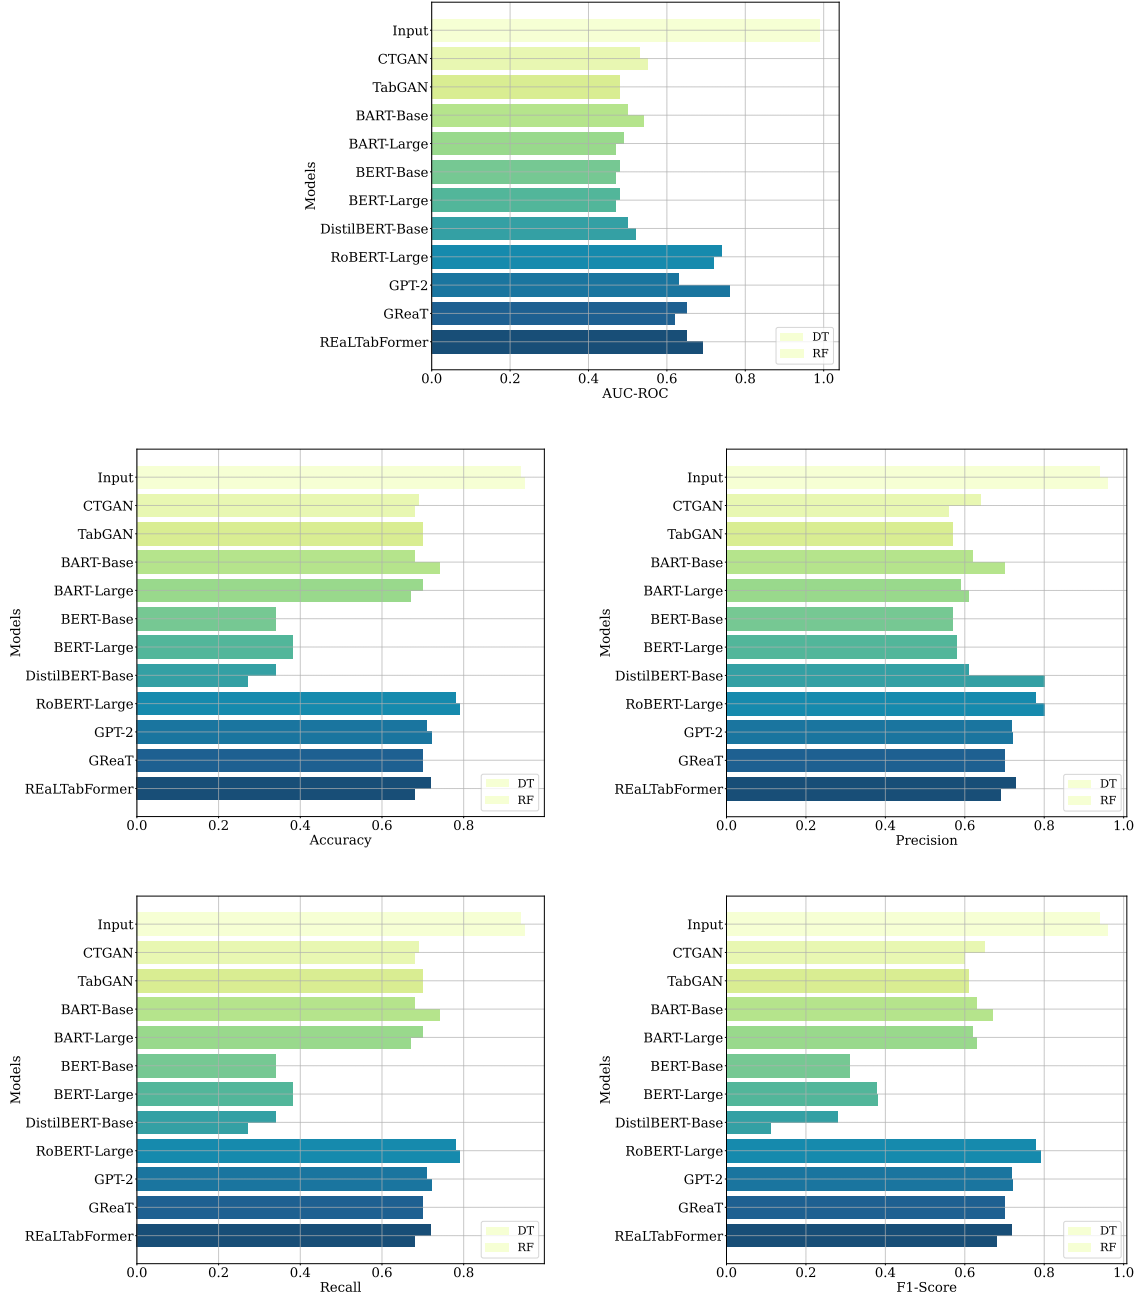 Models
Input
CTGAN
TabGAN
BART-Base
BART-Large
BERT-Base
BERT-Large
DistilBERT-Base
RoBERT-Large
GPT-2
GReaT
REaLTabFormer
DT
RF
0.0 0.2 0.4 0.6 0.8 1.0
AUC-ROC
Models
Input
CTGAN
TabGAN
BART-Base
BART-Large
BERT-Base
BERT-Large
DistilBERT-Base
RoBERT-Large
GPT-2
GReaT
REaLTabFormer
DT
RF
0.0 0.2 0.4 0.6 0.8
Accuracy
Models
Input
CTGAN
TabGAN
BART-Base
BART-Large
BERT-Base
BERT-Large
DistilBERT-Base
RoBERT-Large
GPT-2
GReaT
REaLTabFormer
DT
RF
0.0 0.2 0.4 0.6 0.8 1.0
Precision
Models
Input
CTGAN
TabGAN
BART-Base
BART-Large
BERT-Base
BERT-Large
DistilBERT-Base
RoBERT-Large
GPT-2
GReaT
REaLTabFormer
DT
RF
0.0 0.2 0.4 0.6 0.8
Recall
Models
Input
CTGAN
TabGAN
BART-Base
BART-Large
BERT-Base
BERT-Large
DistilBERT-Base
RoBERT-Large
GPT-2
GReaT
REaLTabFormer
DT
RF
0.0 0.2 0.4 0.6 0.8 1.0
F1-Score